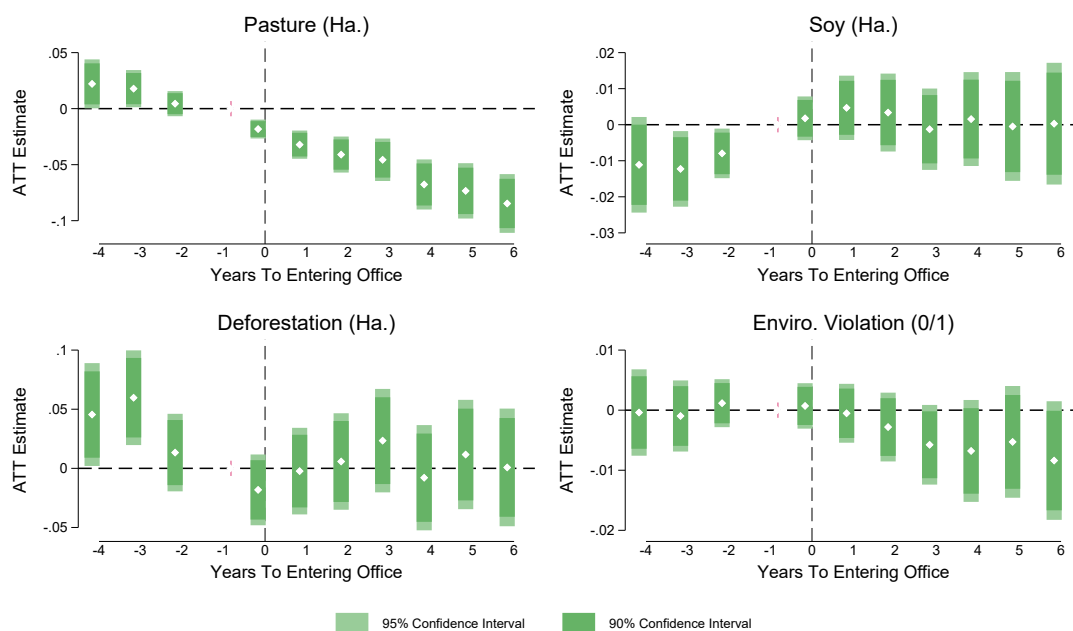 Pasture (Ha.)
.05
0
-.05
-.1
ATT Estimate
-4 -3 -2 -1 0 1 2 3 4 5 6
Years To Entering Office
Soy (Ha.)
.02
.01
0
-.01
-.02
-.03
ATT Estimate
-4 -3 -2 -1 0 1 2 3 4 5 6
Years To Entering Office
Deforestation (Ha.)
.1
.05
0
-.05
ATT Estimate
-4 -3 -2 -1 0 1 2 3 4 5 6
Years To Entering Office
Enviro. Violation (0/1)
.01
0
-.01
-.02
ATT Estimate
-4 -3 -2 -1 0 1 2 3 4 5 6
Years To Entering Office
95% Confidence Interval 90% Confidence Interval